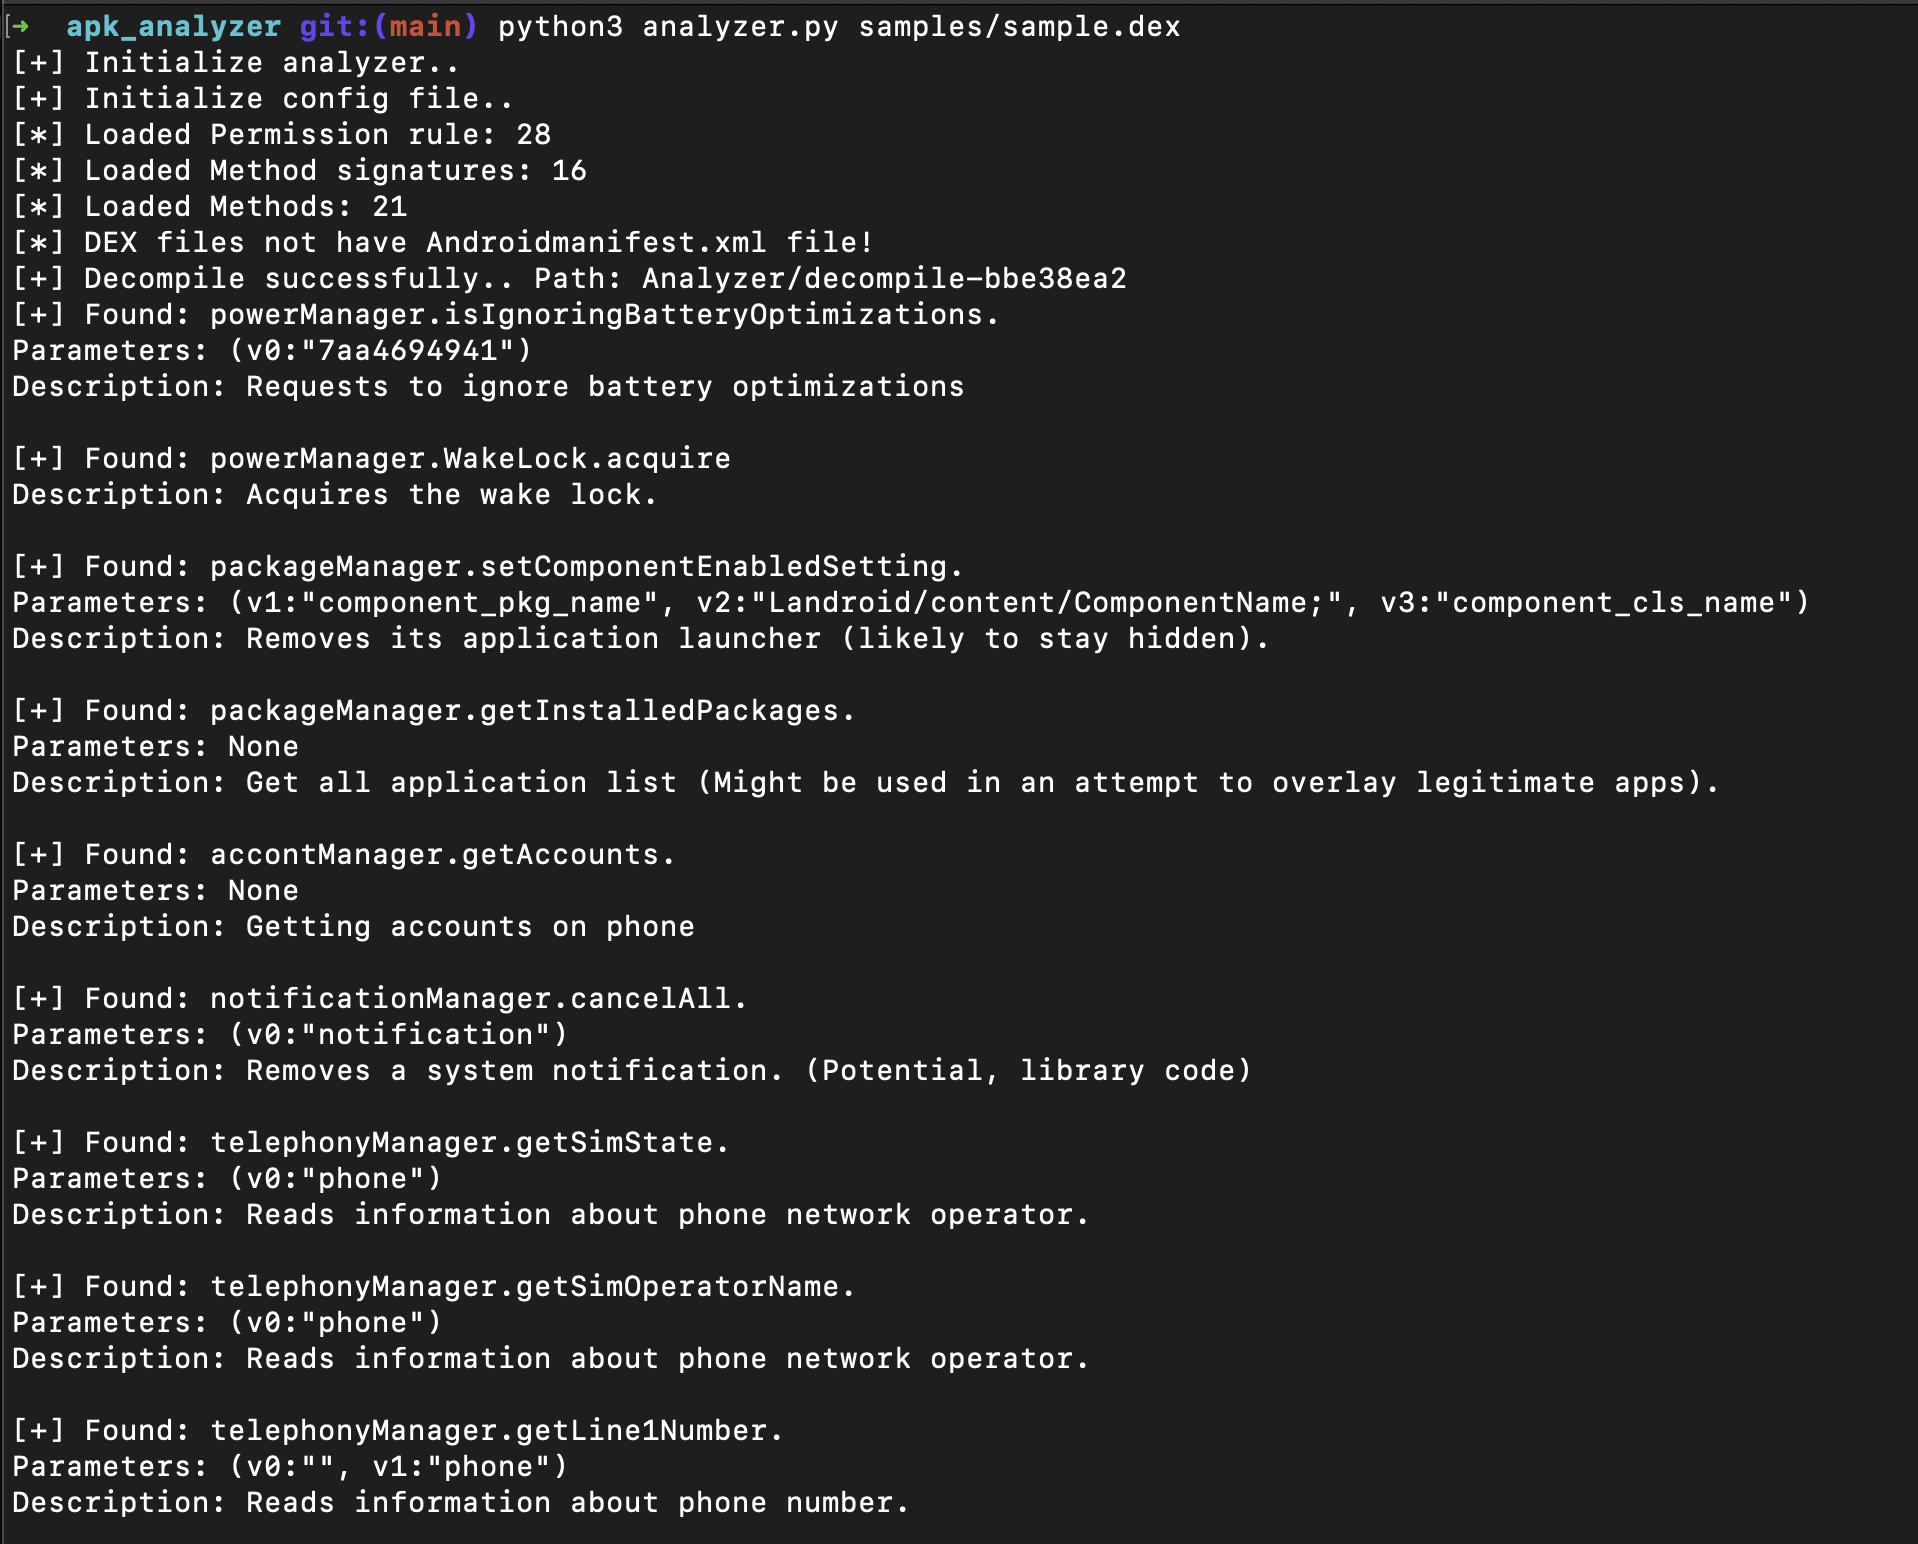 [➜  apk_analyzer git:(main) python3 analyzer.py samples/sample.dex
[+] Initialize analyzer..
[+] Initialize config file..
[*] Loaded Permission rule: 28
[*] Loaded Method signatures: 16
[*] Loaded Methods: 21
[*] DEX files not have Androidmanifest.xml file!
[+] Decompile successfully.. Path: Analyzer/decompile-bbe38ea2
[+] Found: powerManager.isIgnoringBatteryOptimizations.
Parameters: (v0:"7aa4694941")
Description: Requests to ignore battery optimizations

[+] Found: powerManager.WakeLock.acquire
Description: Acquires the wake lock.

[+] Found: packageManager.setComponentEnabledSetting.
Parameters: (v1:"component_pkg_name", v2:"Landroid/content/ComponentName;", v3:"component_cls_name")
Description: Removes its application launcher (likely to stay hidden).

[+] Found: packageManager.getInstalledPackages.
Parameters: None
Description: Get all application list (Might be used in an attempt to overlay legitimate apps).

[+] Found: accontManager.getAccounts.
Parameters: None
Description: Getting accounts on phone

[+] Found: notificationManager.cancelAll.
Parameters: (v0:"notification")
Description: Removes a system notification. (Potential, library code)

[+] Found: telephonyManager.getSimState.
Parameters: (v0:"phone")
Description: Reads information about phone network operator.

[+] Found: telephonyManager.getSimOperatorName.
Parameters: (v0:"phone")
Description: Reads information about phone network operator.

[+] Found: telephonyManager.getLine1Number.
Parameters: (v0:"", v1:"phone")
Description: Reads information about phone number.